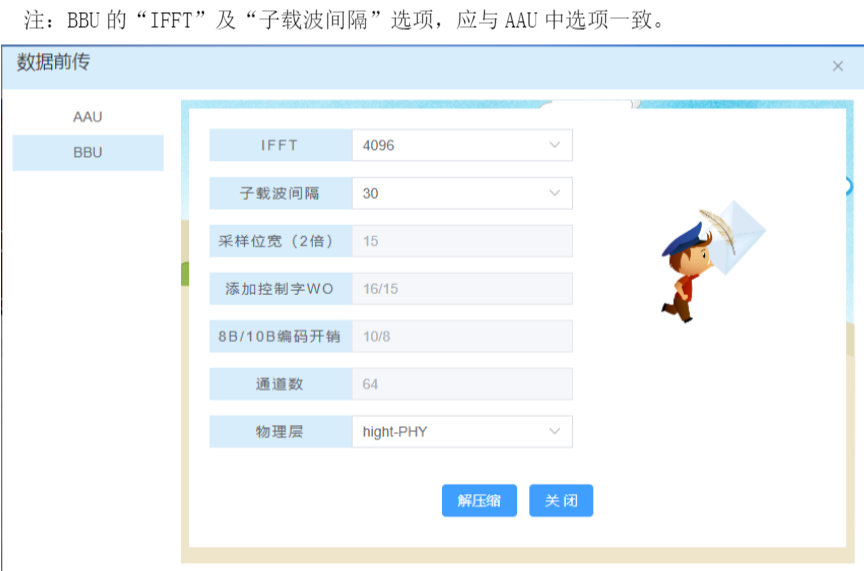 注：BBU 的“IFFT”及“子载波间隔”选项，应与 AAU 中选项一致。
数据前传
AAU
BBU
IFFT 4096
子载波间隔 30
采样位宽（2倍） 15
添加控制字WO 16/15
8B/10B编码开销 10/8
通道数 64
物理层 hight-PHY
解压缩 关 闭